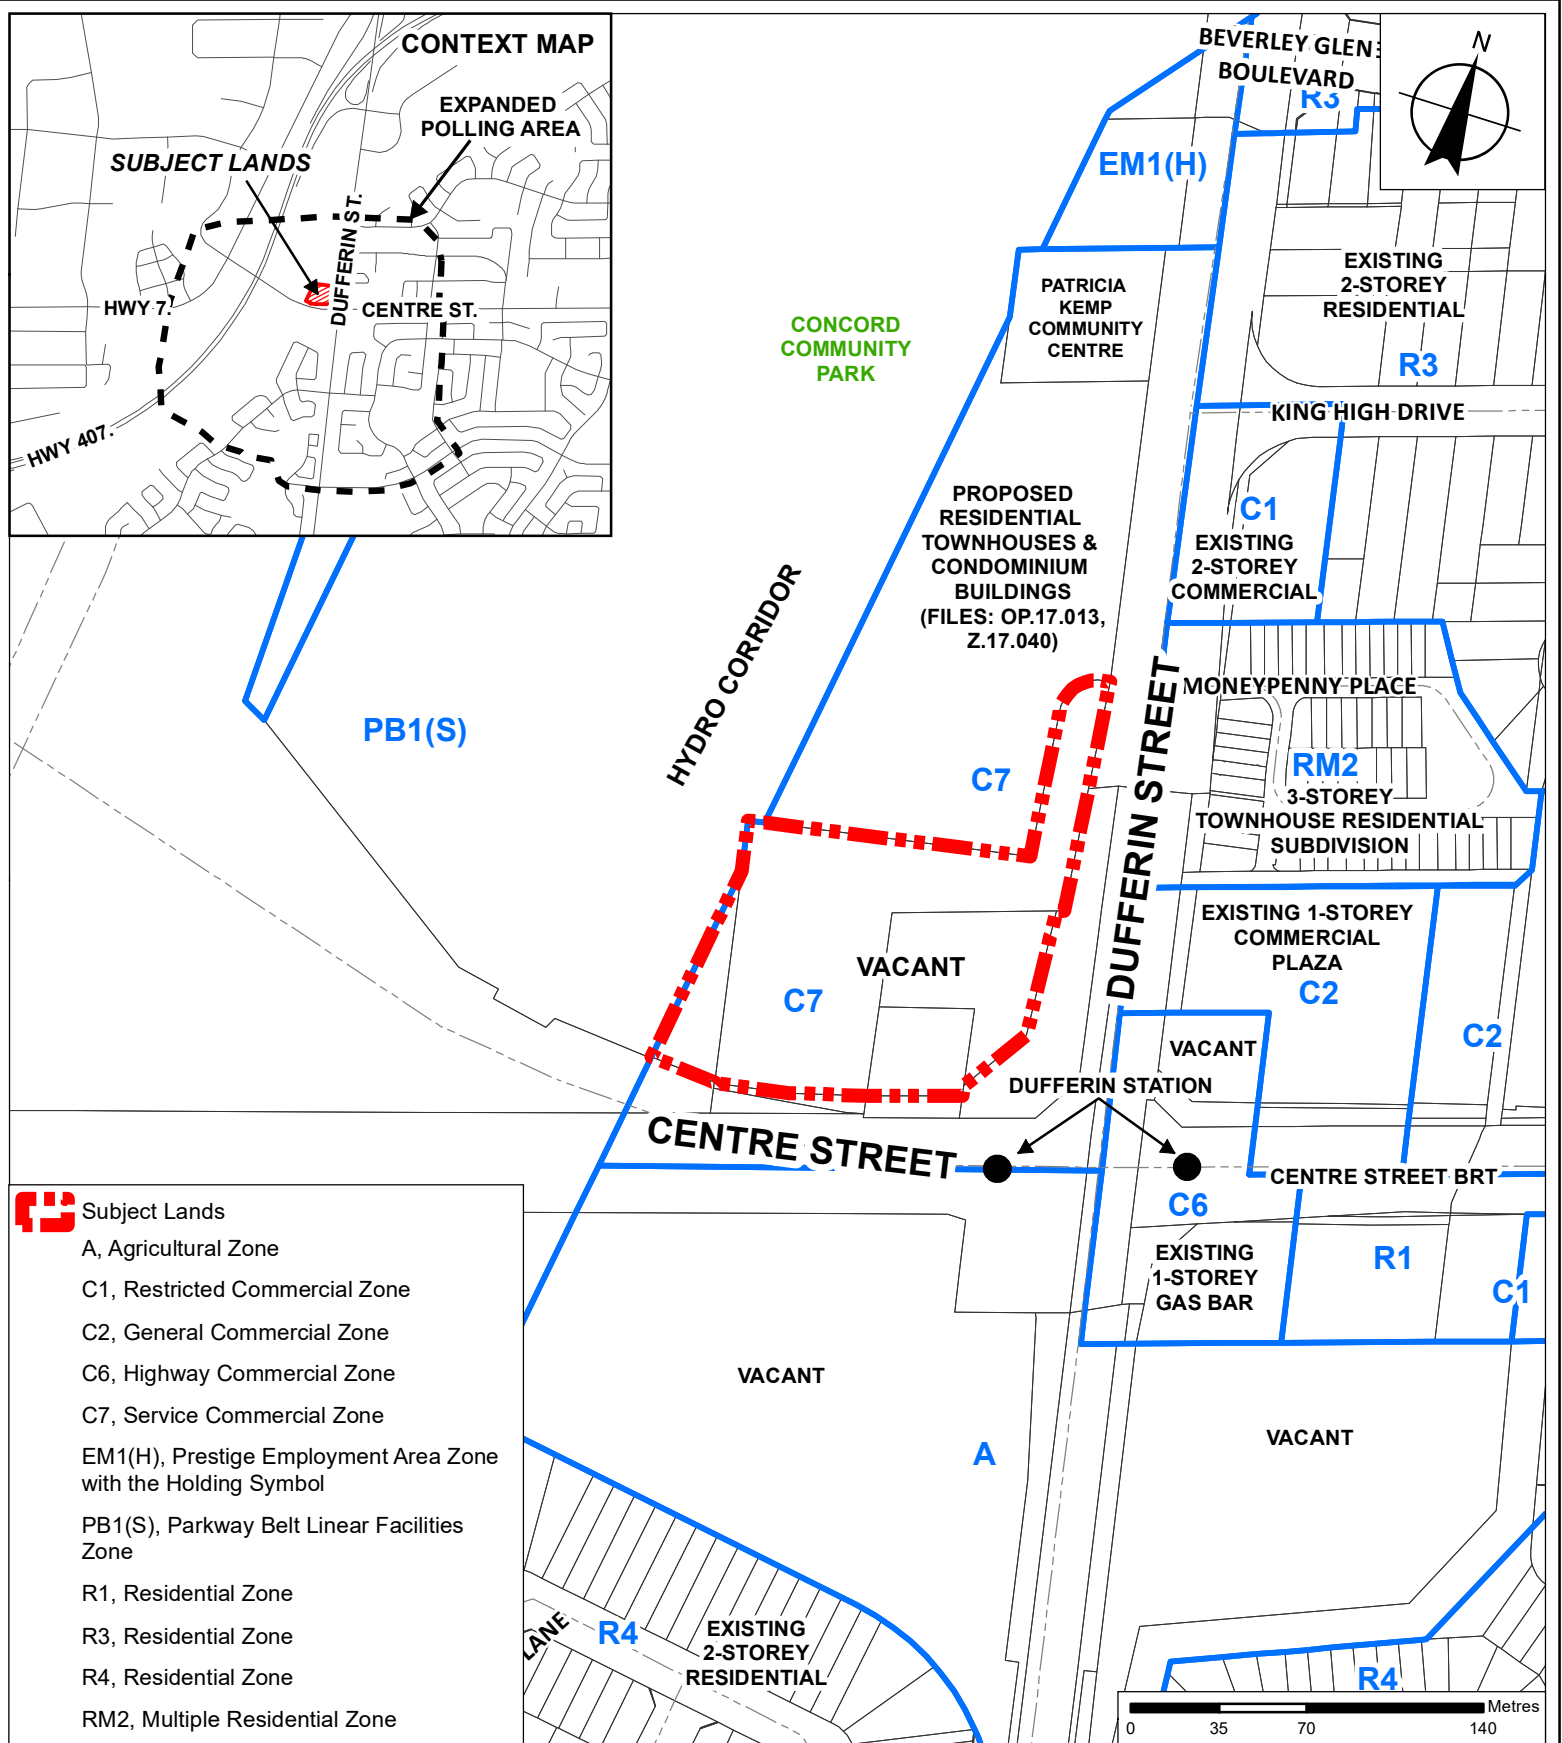 CONTEXT MAP
EXPANDED
POLLING AREA
SUBJECT LANDS
DUFFERIN ST.
HWY 7.
CENTRE ST.
HWY 407.
BEVERLEY GLEN
BOULEVARD
R3
N
EM1(H)
PATRICIA
KEMP
COMMUNITY
CENTRE
EXISTING
2-STOREY
RESIDENTIAL
R3
CONCORD
COMMUNITY
PARK
KING HIGH DRIVE
PROPOSED
RESIDENTIAL
TOWNHOUSES &
CONDOMINIUM
BUILDINGS
(FILES: OP.17.013,
Z.17.040)
C1
EXISTING
2-STOREY
COMMERCIAL
HYDRO CORRIDOR
PB1(S)
C7
DUFFERIN STREET
MONEYPENNY PLACE
RM2
3-STOREY
TOWNHOUSE RESIDENTIAL
SUBDIVISION
EXISTING 1-STOREY
COMMERCIAL
PLAZA
C2
C2
VACANT
C7
VACANT
DUFFERIN STATION
CENTRE STREET
CENTRE STREET BRT
C6
EXISTING
1-STOREY
GAS BAR
R1
C1
VACANT
VACANT
A
LANE
R4
EXISTING
2-STOREY
RESIDENTIAL
R4
Subject Lands
A, Agricultural Zone
C1, Restricted Commercial Zone
C2, General Commercial Zone
C6, Highway Commercial Zone
C7, Service Commercial Zone
EM1(H), Prestige Employment Area Zone
with the Holding Symbol
PB1(S), Parkway Belt Linear Facilities
Zone
R1, Residential Zone
R3, Residential Zone
R4, Residential Zone
RM2, Multiple Residential Zone
Metres
0 35 70 140